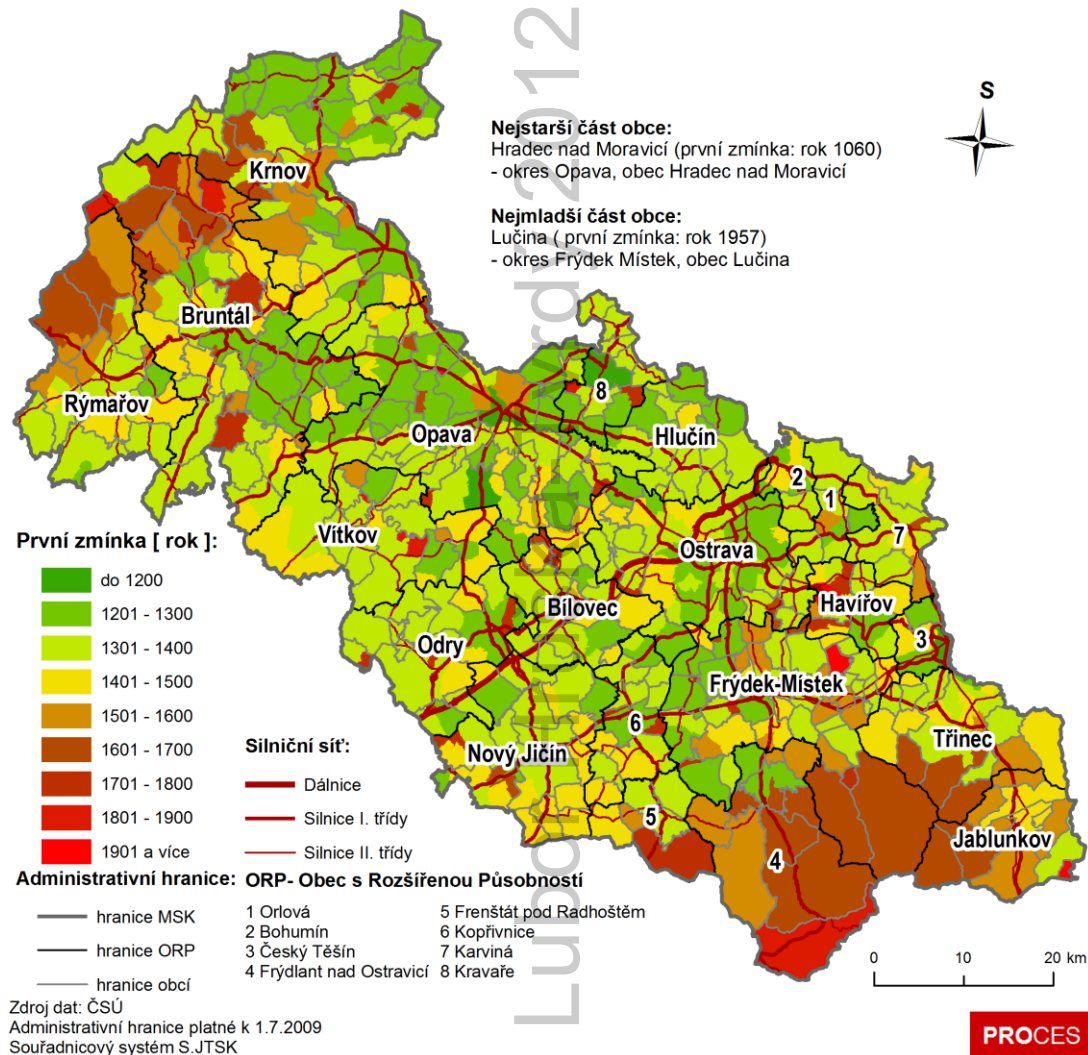 S
Nejstarší část obce:
Hradec nad Moravicí (první zmínka: rok 1060)
- okres Opava, obec Hradec nad Moravicí
Nejmladší část obce:
Lučina ( první zmínka: rok 1957)
- okres Frýdek Místek, obec Lučina
Krnov
Bruntál
Rýmařov
Opava
8
Hlučín
Vítkov
2
1
7
Ostrava
Bílovec
Havířov
Odry
3
Frýdek-Místek
6
Třinec
Nový Jičín
5
4
Jablunkov
První zmínka [ rok ]:
do 1200
1201 - 1300
1301 - 1400
1401 - 1500
1501 - 1600
1601 - 1700
1701 - 1800
1801 - 1900
1901 a více
Silniční síť:
Dálnice
Silnice I. třídy
Silnice II. třídy
Administrativní hranice:
hranice MSK
hranice ORP
hranice obcí
ORP- Obec s Rozšířenou Působností
1 Orlová
2 Bohumín
3 Český Těšín
4 Frýdlant nad Ostravicí
5 Frenštát pod Radhoštěm
6 Kopřivnice
7 Karviná
8 Kravaře
0 10 20 km
Zdroj dat: ČSÚ
Administrativní hranice platné k 1.7.2009
Souřadnicový systém S.JTSK
PROCES
2012